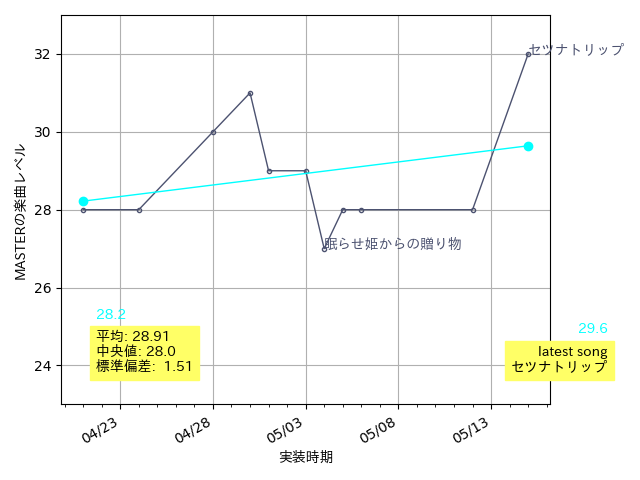 32
セツナトリップ
30
28
眠らせ姫からの贈り物
26
24
MASTERの楽曲レベル
28.2
平均: 28.91
中央値: 28.0
標準偏差: 1.51
29.6
latest song
セツナトリップ
04/23
04/28
05/03
05/08
05/13
実装時期